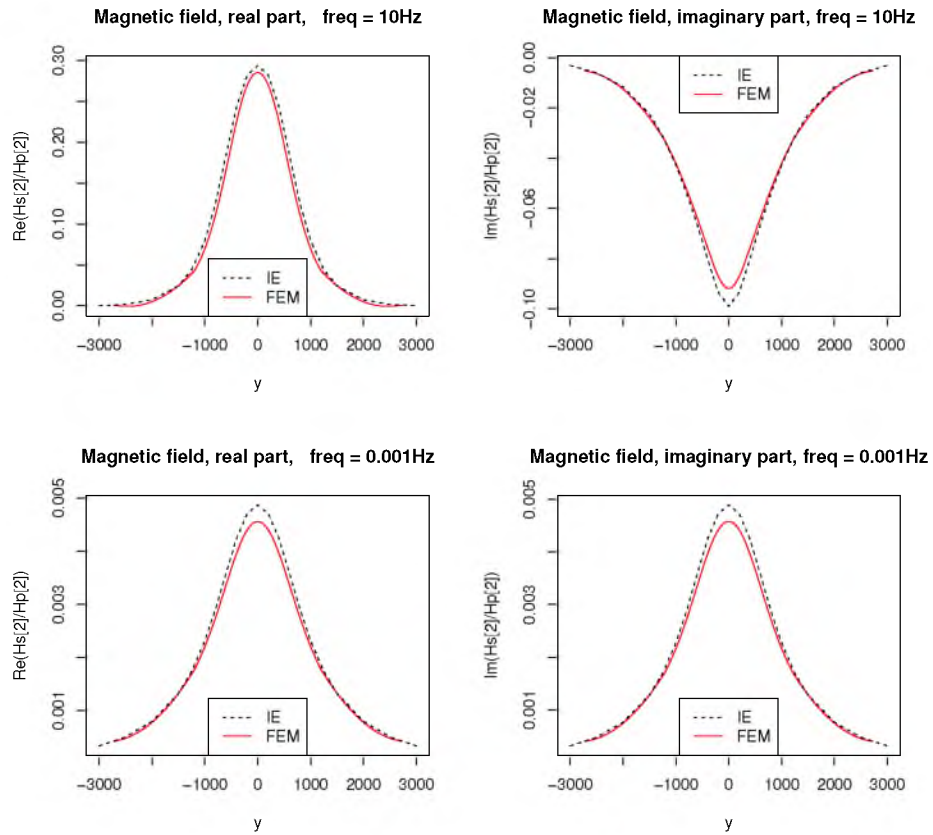 Magnetic field, real part, freq = 10Hz
Re(Hs[2]/Hp[2])
0.30
0.20
0.10
0.00
IE
FEM
−3000 −1000 0 1000 2000 3000
y
Magnetic field, imaginary part, freq = 10Hz
Im(Hs[2]/Hp[2])
0.00
−0.02
−0.06
−0.10
IE
FEM
−3000 −1000 0 1000 2000 3000
y
Magnetic field, real part, freq = 0.001Hz
Re(Hs[2]/Hp[2])
0.005
0.003
0.001
IE
FEM
−3000 −1000 0 1000 2000 3000
y
Magnetic field, imaginary part, freq = 0.001Hz
Im(Hs[2]/Hp[2])
0.005
0.003
0.001
IE
FEM
−3000 −1000 0 1000 2000 3000
y